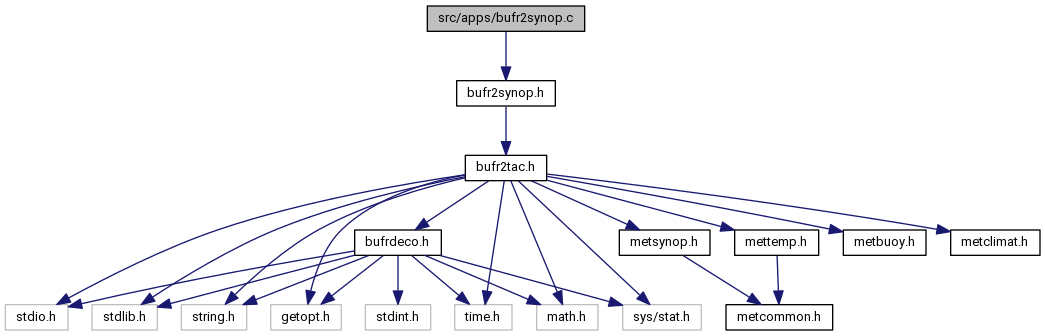 src/apps/bufr2synop.c
bufr2synop.h
bufr2tac.h
bufrdeco.h
metsynop.h
mettemp.h
metbuoy.h
metclimat.h
stdio.h
stdlib.h
string.h
getopt.h
stdint.h
time.h
math.h
sys/stat.h
metcommon.h